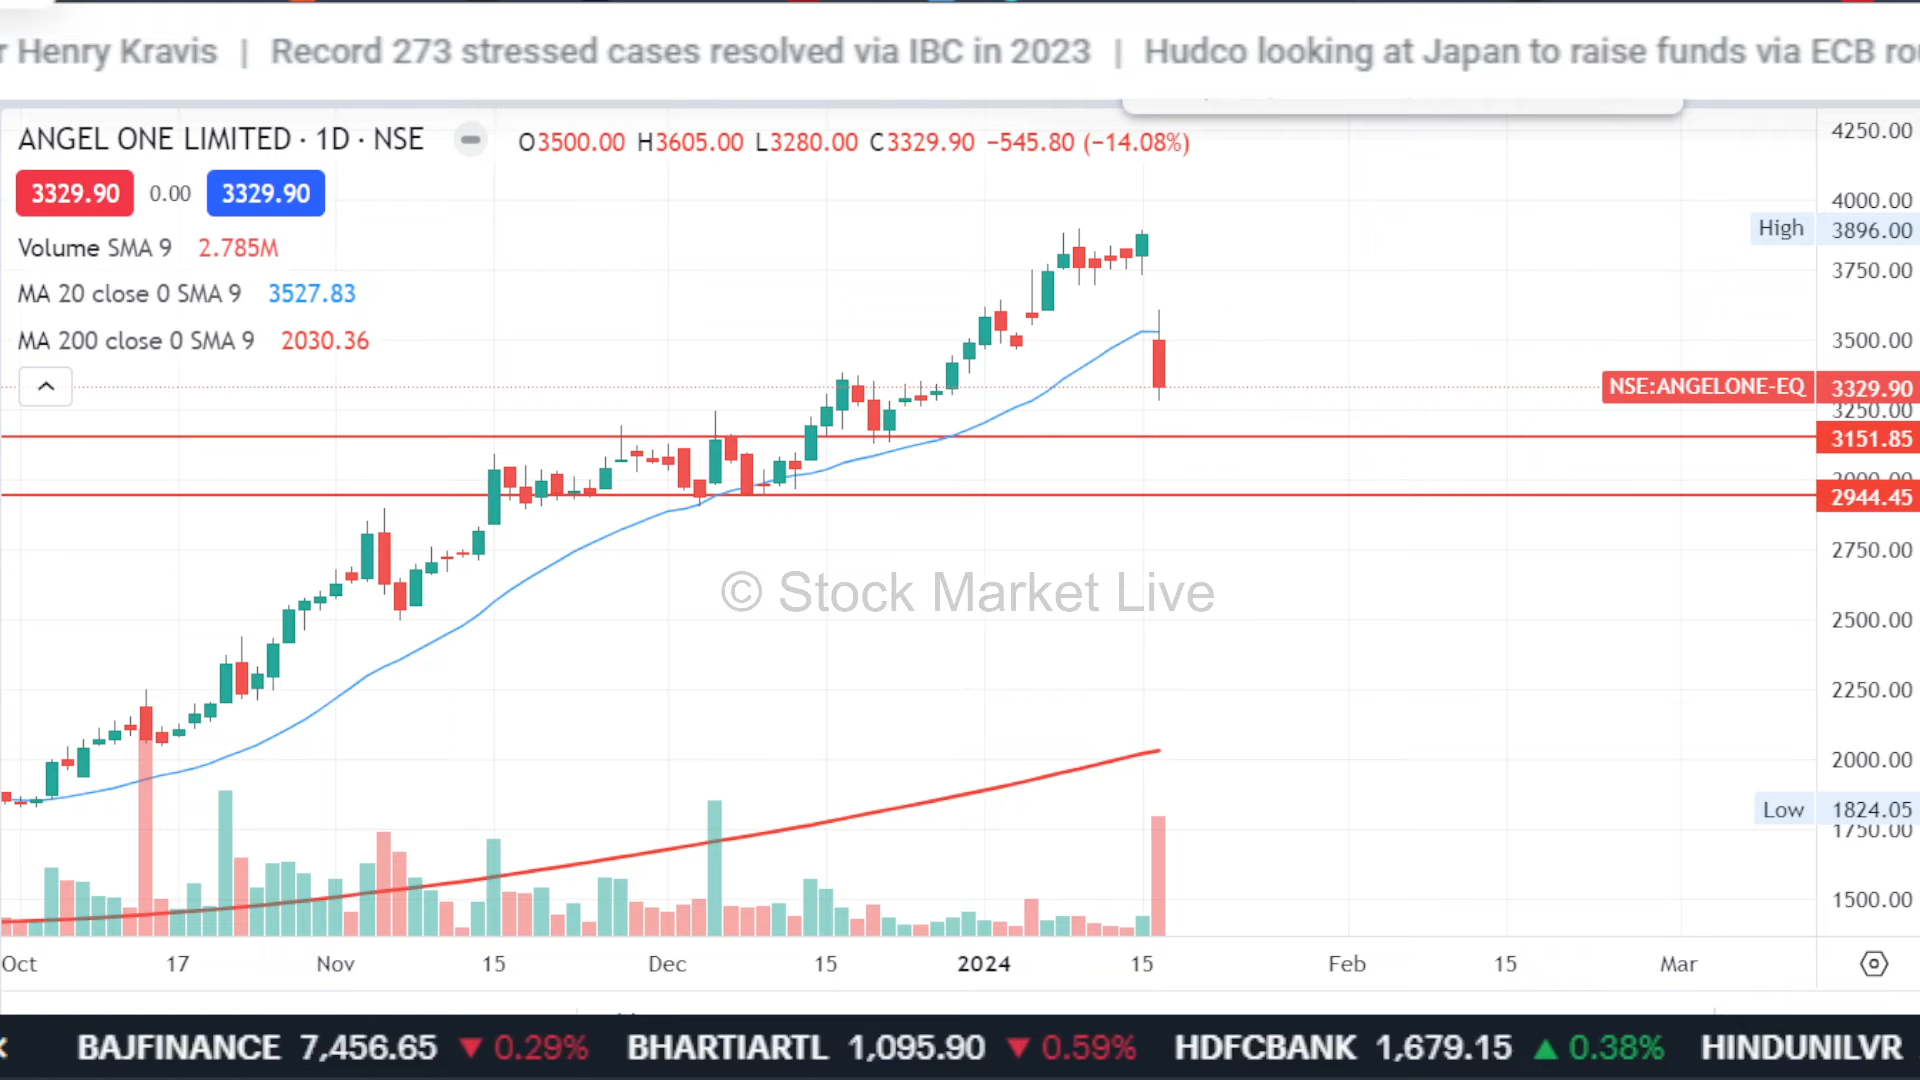 r Henry Kravis | Record 273 stressed cases resolved via IBC in 2023 | Hudco looking at Japan to raise funds via ECB
ANGEL ONE LIMITED · 1D · NSE O3500.00 H3605.00 L3280.00 C3329.90 −545.80 (−14.08%)
3329.90 0.00 3329.90
Volume SMA 9 2.785M
MA 20 close 0 SMA 9 3527.83
MA 200 close 0 SMA 9 2030.36
4250.00
4000.00
High 3896.00
3750.00
3500.00
NSE:ANGELONE-EQ 3329.90
3250.00
3151.85
3000.00
2944.45
2750.00
© Stock Market Live
2500.00
2250.00
2000.00
Low 1824.05
1750.00
1500.00
Oct 17 Nov 15 Dec 15 2024 15 Feb 15 Mar
BAJFINANCE 7,456.65 ▼ 0.29% BHARTIARTL 1,095.90 ▼ 0.59% HDFCBANK 1,679.15 ▲ 0.38% HINDUNILVR